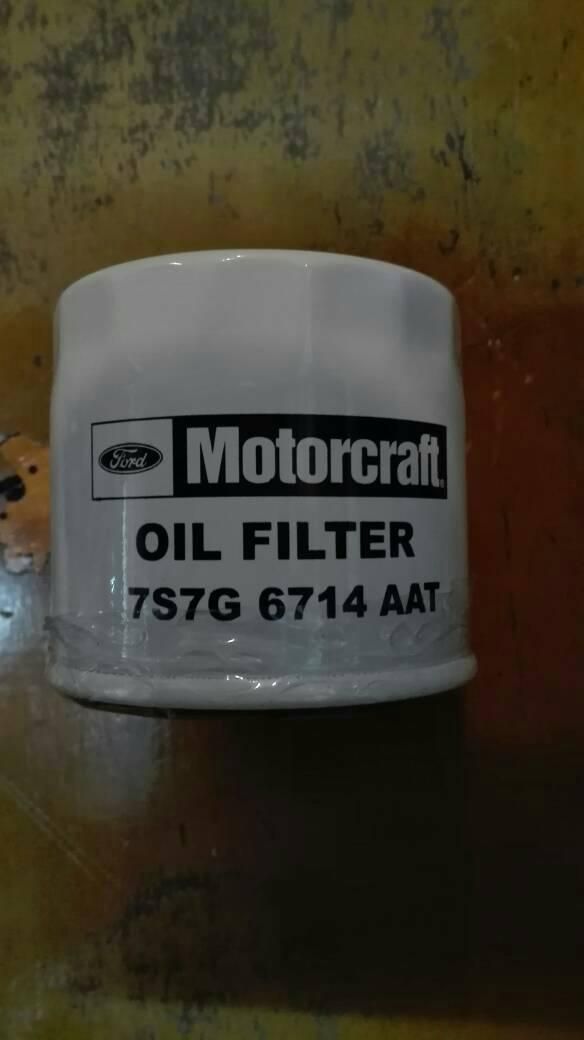 Ford Motorcraft®
OIL FILTER
7S7G 6714 AAT